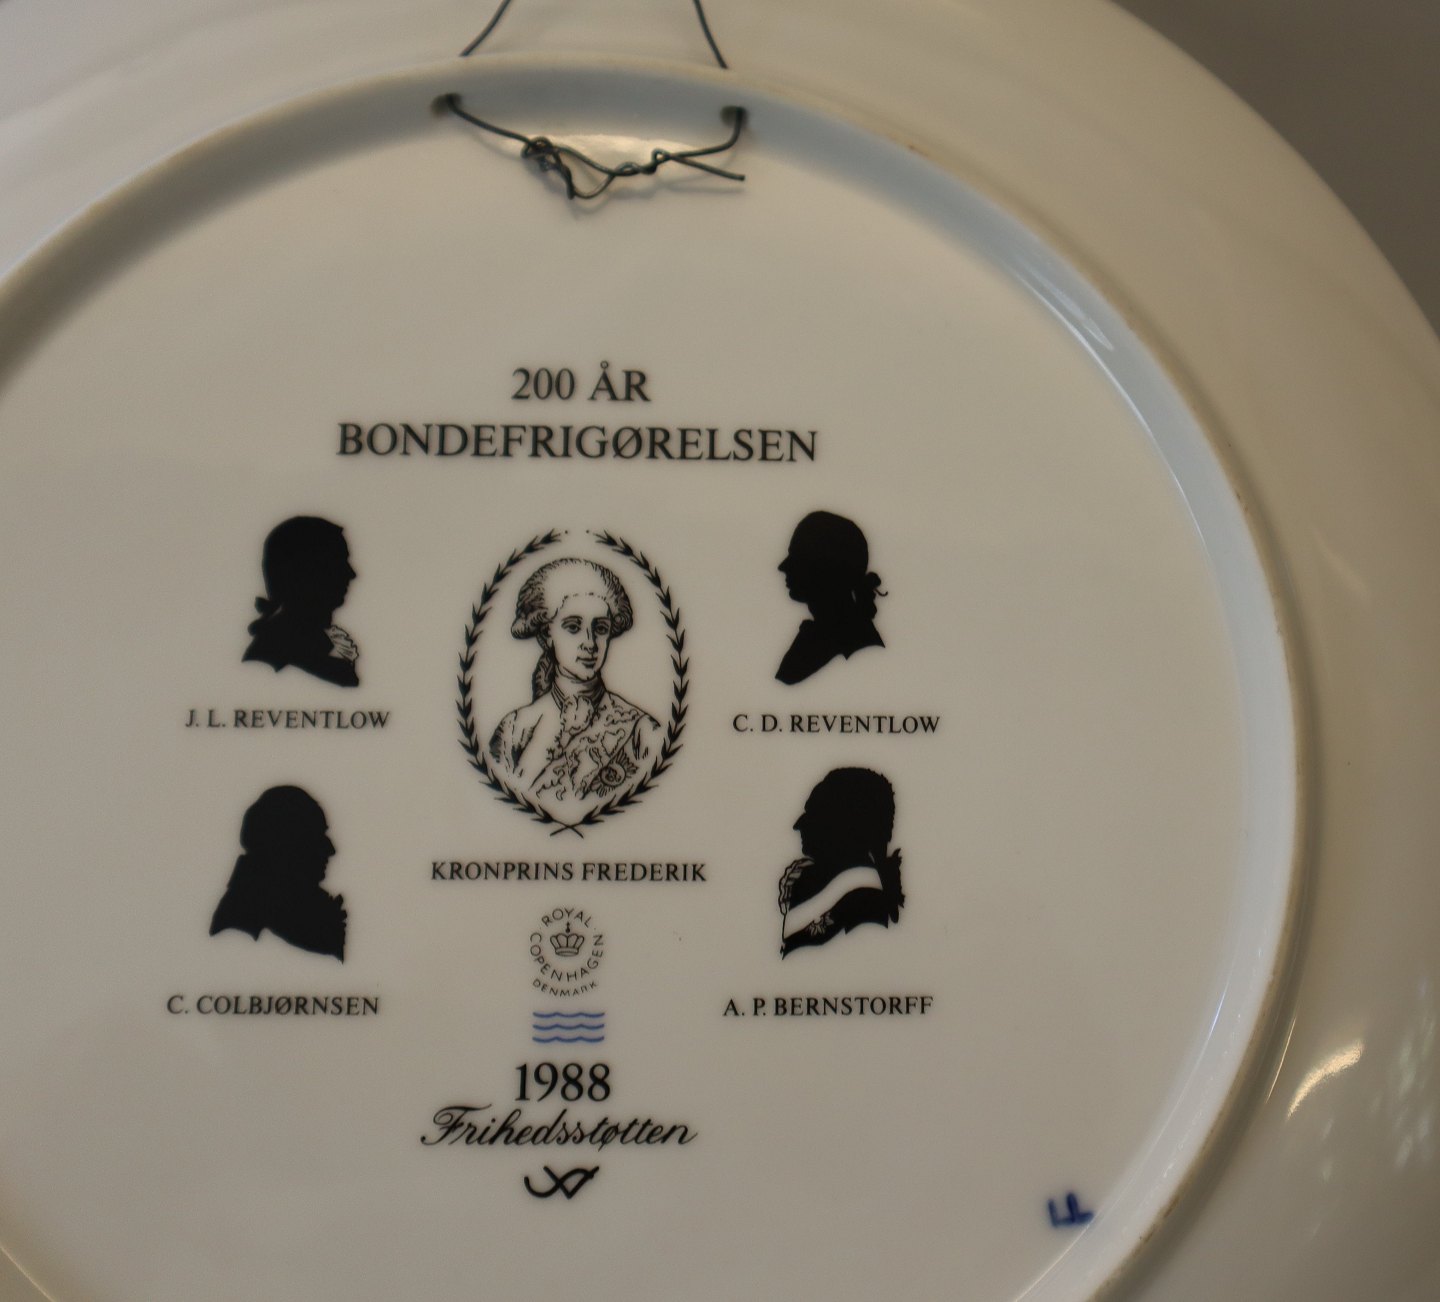 200 ÅR
BONDEFRIGØRELSEN
J. L. REVENTLOW
C. D. REVENTLOW
KRONPRINS FREDERIK
C. COLBJØRNSEN
A. P. BERNSTORFF
ROYAL COPENHAGEN
DENMARK
1988
Frihedsstøtten